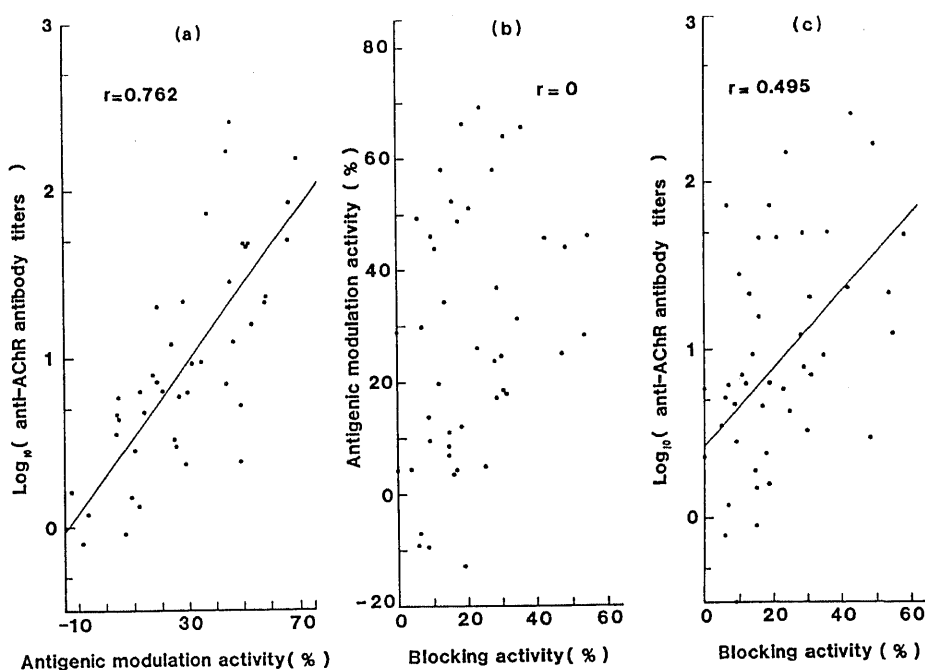 (a)
r=0.762
Log₁₀( anti-AChR antibody titers )
3
2
1
0
-10
30
70
Antigenic modulation activity( % )
(b)
r= 0
Antigenic modulation activity ( % )
80
60
40
20
0
-20
0
20
40
60
Blocking activity( % )
(c)
r= 0.495
Log₁₀( anti-AChR antibody titers )
3
2
1
0
0
20
40
60
Blocking activity ( % )